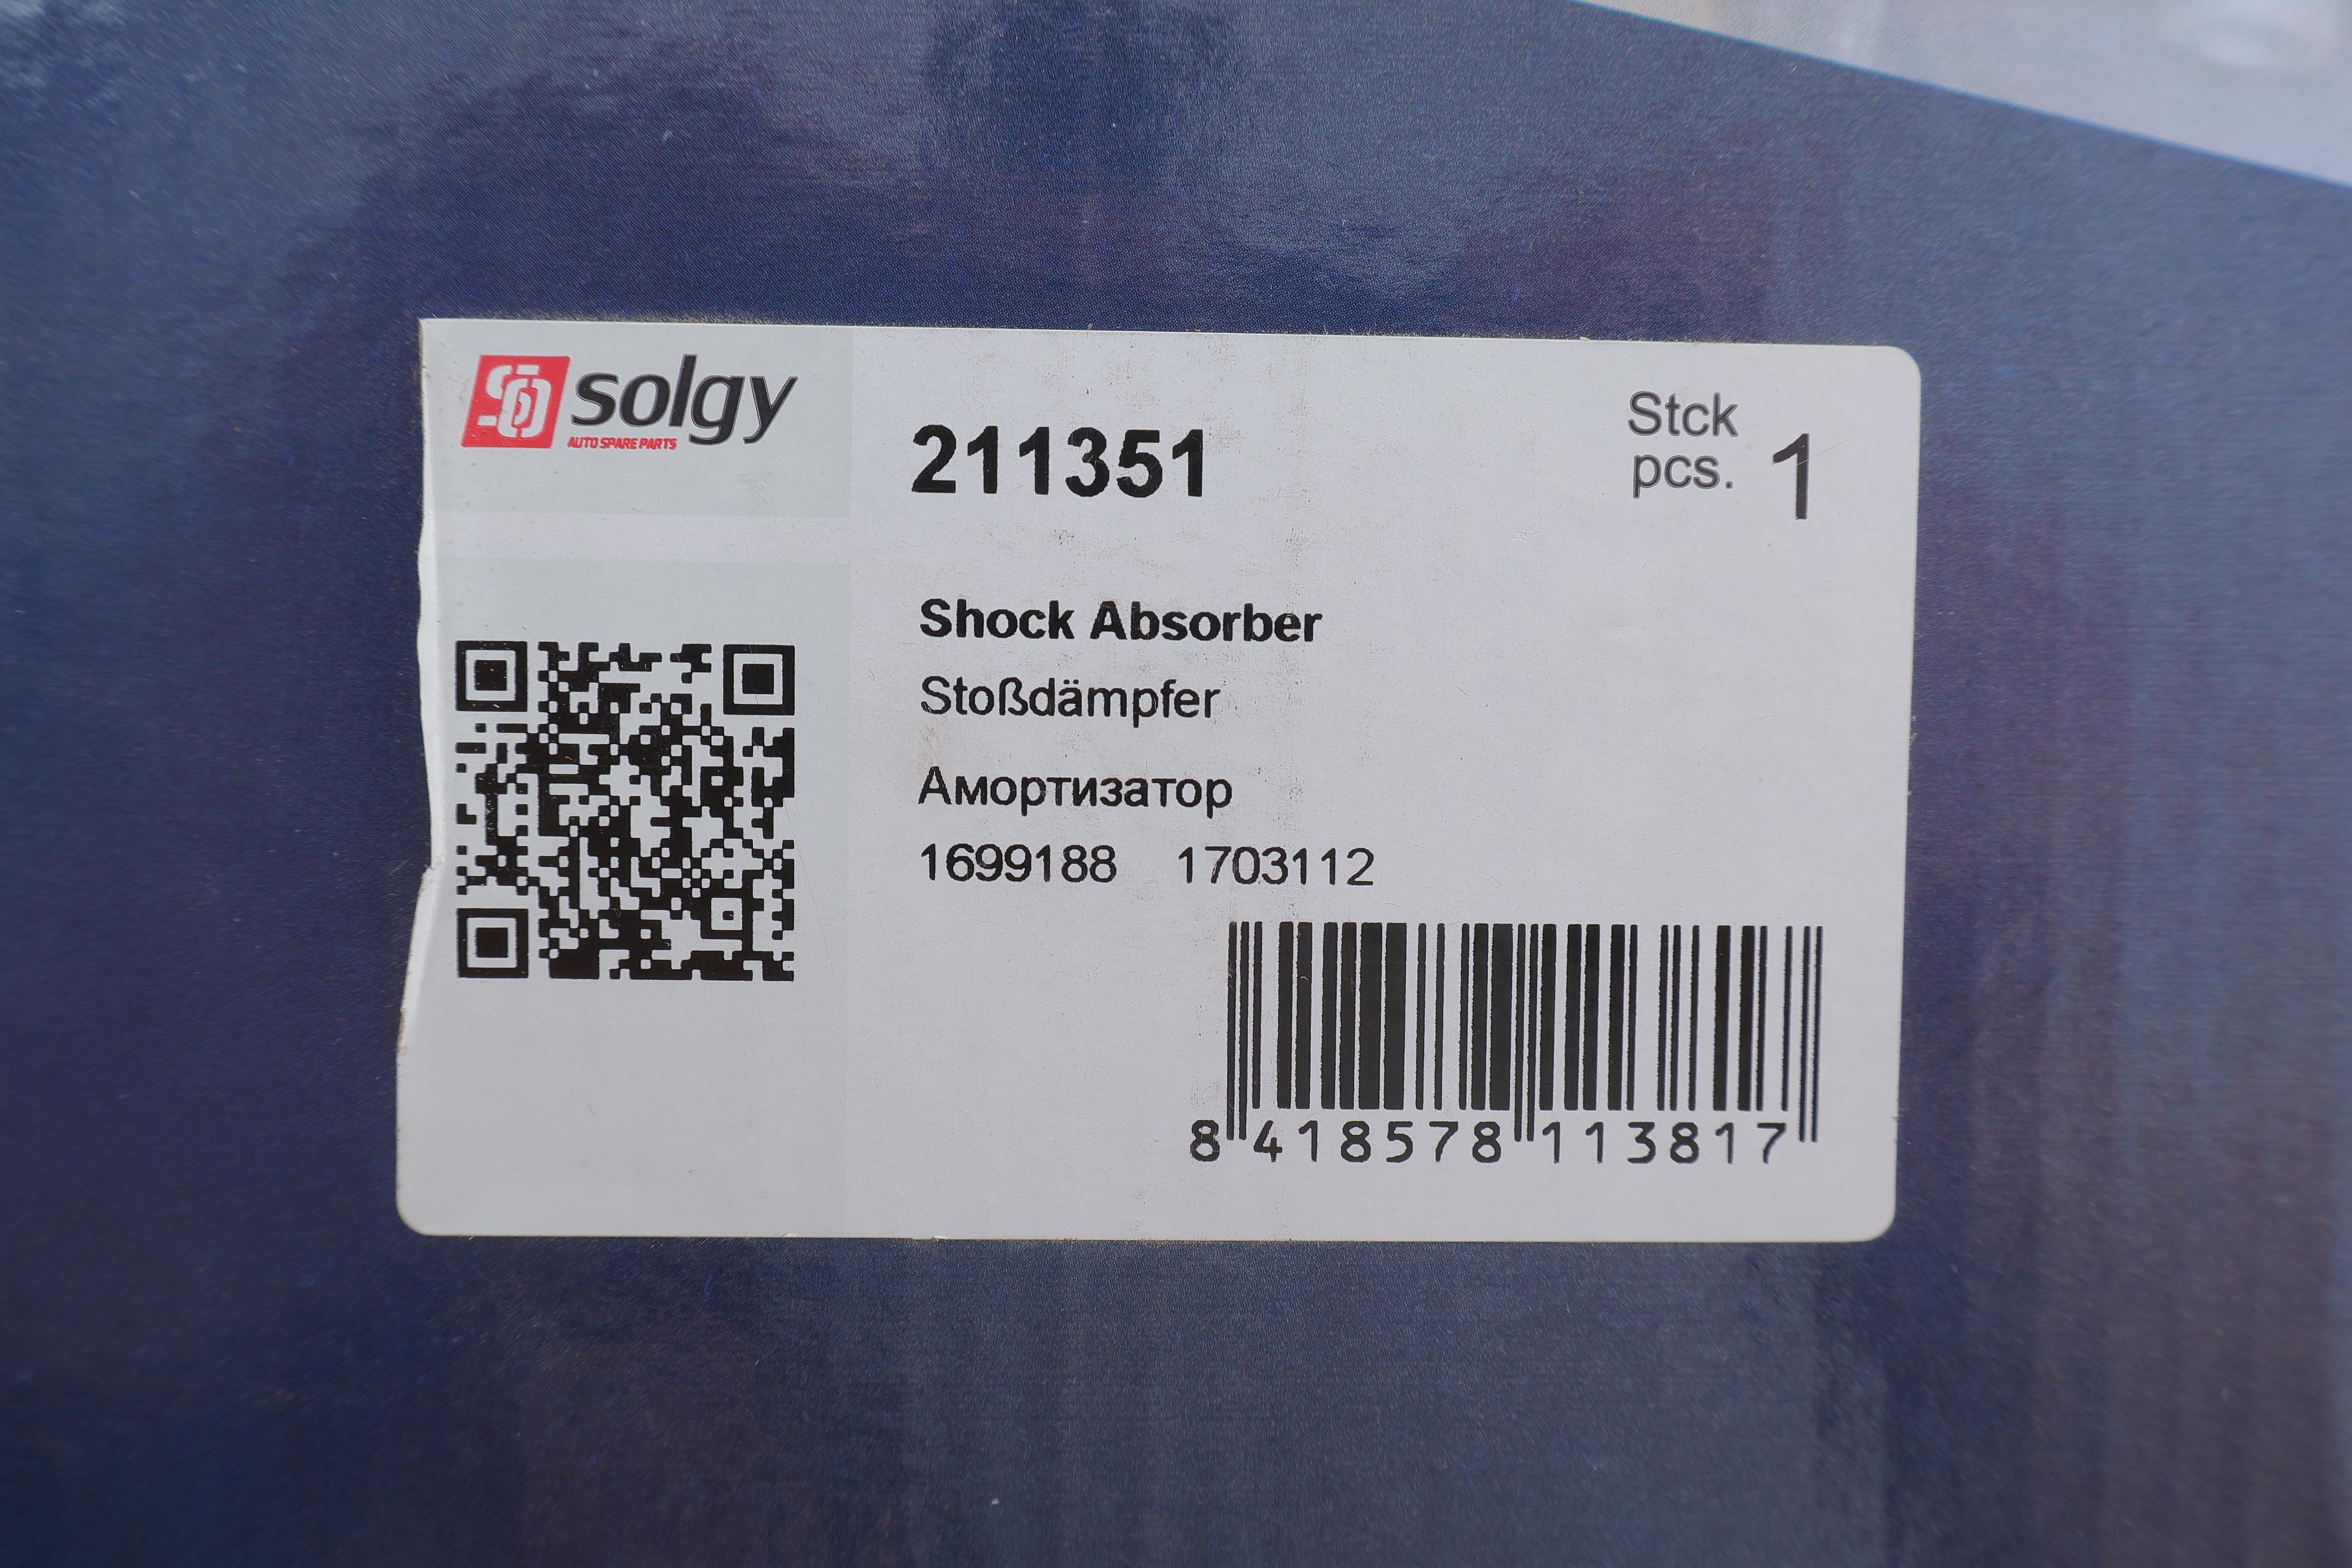 solgy
AUTO SPARE PARTS
211351
Stck
pcs. 1
Shock Absorber
Stoßdämpfer
Амортизатор
1699188 1703112
8 418578 113817